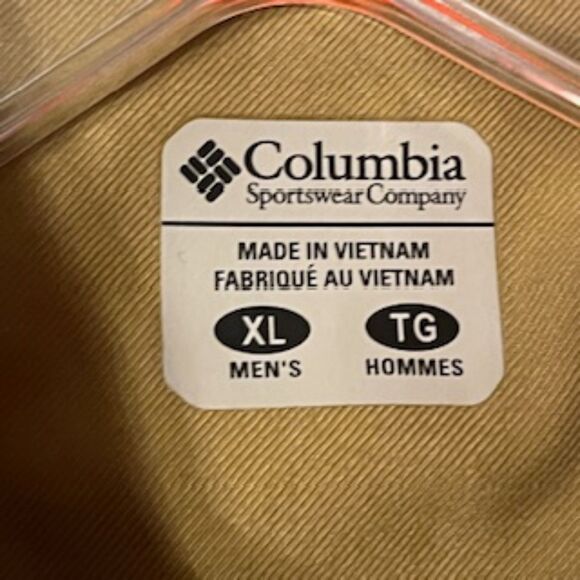 Columbia
Sportswear Company
MADE IN VIETNAM
FABRIQUÉ AU VIETNAM
XL TG
MEN'S HOMMES